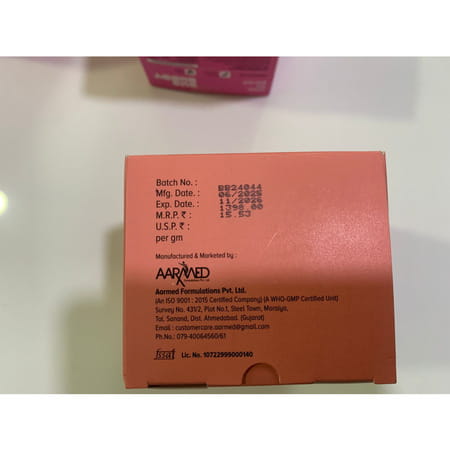 Batch No. : BB24044
Mfg. Date. : 06/2025
Exp. Date. : 11/2026
M.R.P. ₹ : 1398.00
U.S.P. ₹ : 15.53
per gm
Manufactured & Marketed by :
AARMED
Aarmed Formulations Pvt. Ltd.
(An ISO 9001 : 2015 Certified Company) (A WHO-GMP Certified Unit)
Survey No. 431/2, Plot No.1, Steel Town, Moraiya,
Tal. Sanand, Dist. Ahmedabad. (Gujarat)
Email : customercare.aarmed@gmail.com
Ph.No.: 079-40064560/61
fssai Lic. No. 10722999000140